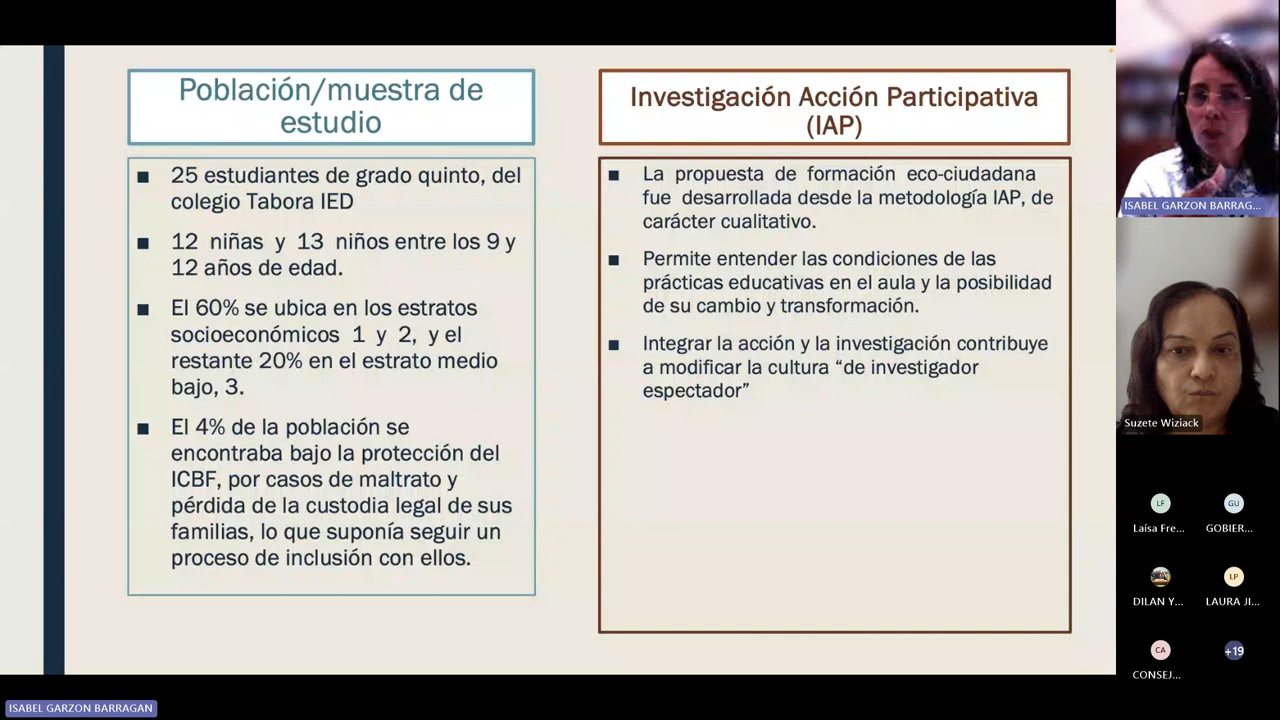 Población/muestra de
estudio
25 estudiantes de grado quinto, del
colegio Tabora IED
12 niñas y 13 niños entre los 9 y
12 años de edad.
El 60% se ubica en los estratos
socioeconómicos 1 y 2, y el
restante 20% en el estrato medio
bajo, 3.
El 4% de la población se
encontraba bajo la protección del
ICBF, por casos de maltrato y
pérdida de la custodia legal de sus
familias, lo que suponía seguir un
proceso de inclusión con ellos.
Investigación Acción Participativa
(IAP)
La propuesta de formación eco-ciudadana
fue desarrollada desde la metodología IAP, de
carácter cualitativo.
Permite entender las condiciones de las
prácticas educativas en el aula y la posibilidad
de su cambio y transformación.
Integrar la acción y la investigación contribuye
a modificar la cultura “de investigador
espectador”
ISABEL GARZON BARRAG...
Suzete Wiziack
LF
GU
Laísa Fre...
GOBIER...
LP
DILAN Y...
LAURA JI...
CA
+19
CONSEJ...
ISABEL GARZON BARRAGAN